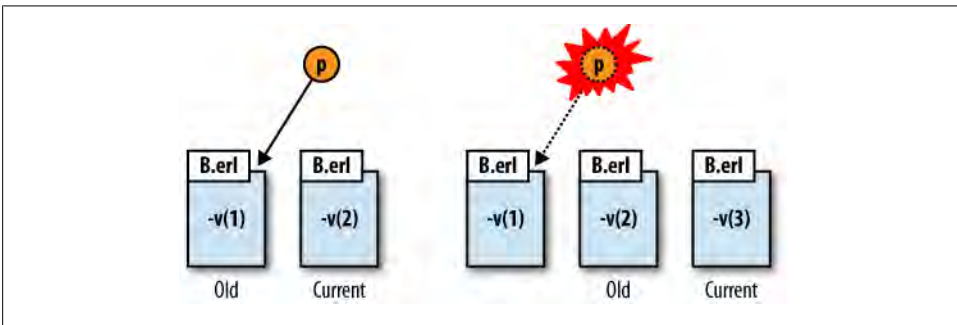 p p
B.erl B.erl B.erl B.erl B.erl
-v(1) -v(2) -v(1) -v(2) -v(3)
Old Current Old Current